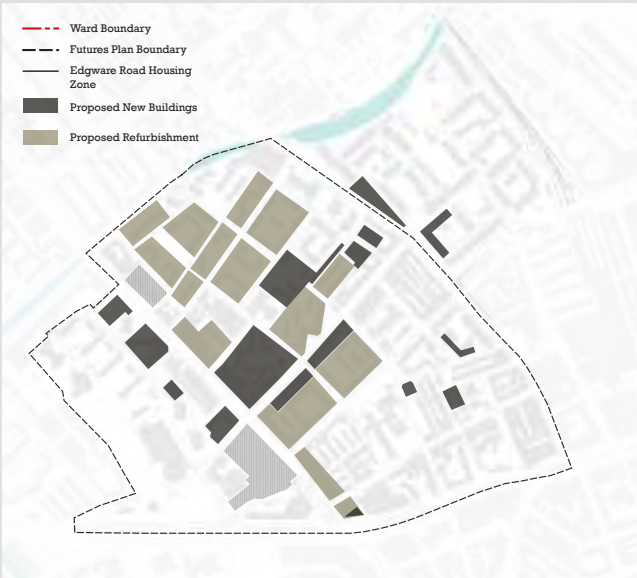 Ward Boundary
Futures Plan Boundary
Edgware Road Housing
Zone
Proposed New Buildings
Proposed Refurbishment